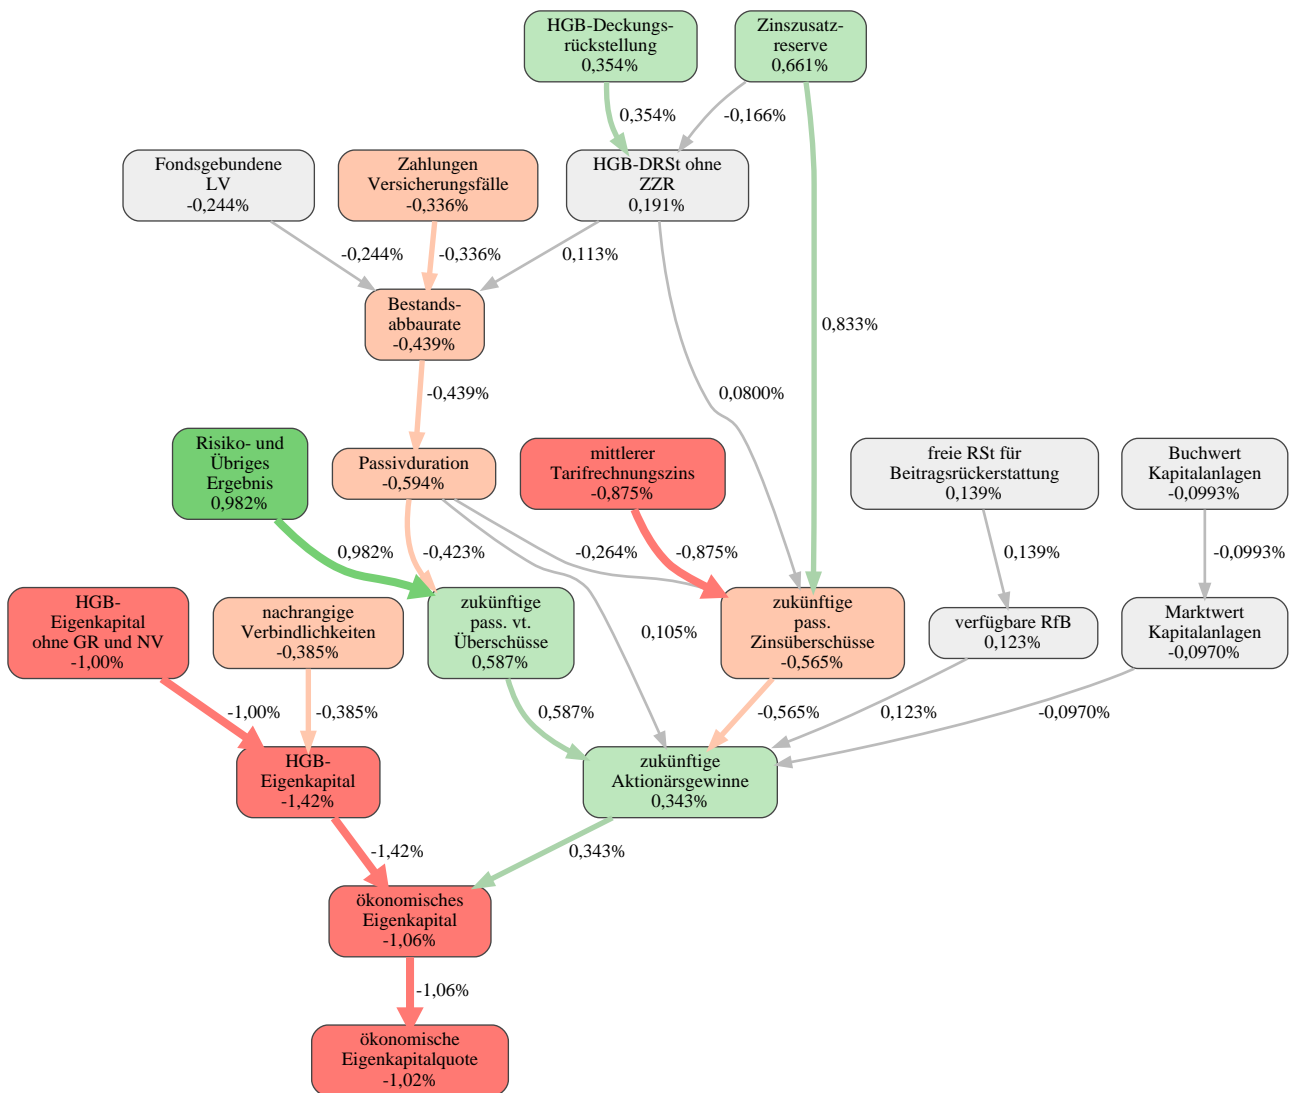 HGB-Deckungs-
rückstellung
0,354%
Zinszusatz-
reserve
0,661%
0,354%
-0,166%
Fondsgebundene
LV
-0,244%
Zahlungen
Versicherungsfälle
-0,336%
HGB-DRSt ohne
ZZR
0,191%
-0,244%
-0,336%
0,113%
0,833%
Bestands-
abbaurate
-0,439%
-0,439%
0,0800%
Risiko- und
Übriges
Ergebnis
0,982%
Passivduration
-0,594%
mittlerer
Tarifrechnungszins
-0,875%
freie RSt für
Beitragsrückerstattung
0,139%
Buchwert
Kapitalanlagen
-0,0993%
0,982%
-0,423%
-0,264%
-0,875%
0,139%
-0,0993%
HGB-
Eigenkapital
ohne GR und NV
-1,00%
nachrangige
Verbindlichkeiten
-0,385%
zukünftige
pass. vt.
Überschüsse
0,587%
0,105%
zukünftige
pass.
Zinsüberschüsse
-0,565%
verfügbare RfB
0,123%
Marktwert
Kapitalanlagen
-0,0970%
-1,00%
-0,385%
0,587%
-0,565%
0,123%
-0,0970%
HGB-
Eigenkapital
-1,42%
zukünftige
Aktionärsgewinne
0,343%
-1,42%
0,343%
ökonomisches
Eigenkapital
-1,06%
-1,06%
ökonomische
Eigenkapitalquote
-1,02%